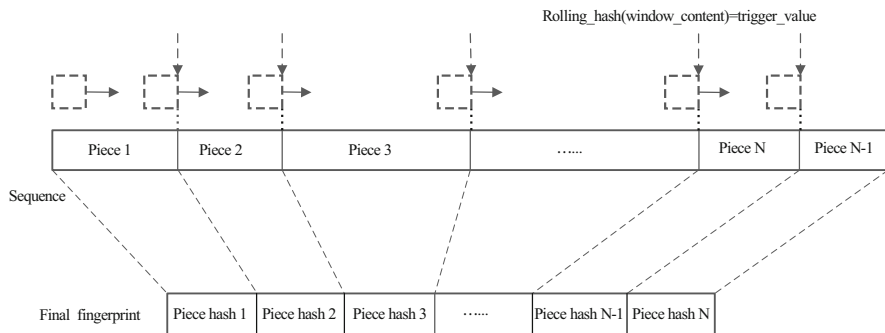 Rolling_hash(window_content)=trigger_value
Piece 1 Piece 2 Piece 3 …... Piece N Piece N-1
Sequence
Final fingerprint Piece hash 1 Piece hash 2 Piece hash 3 …... Piece hash N-1 Piece hash N